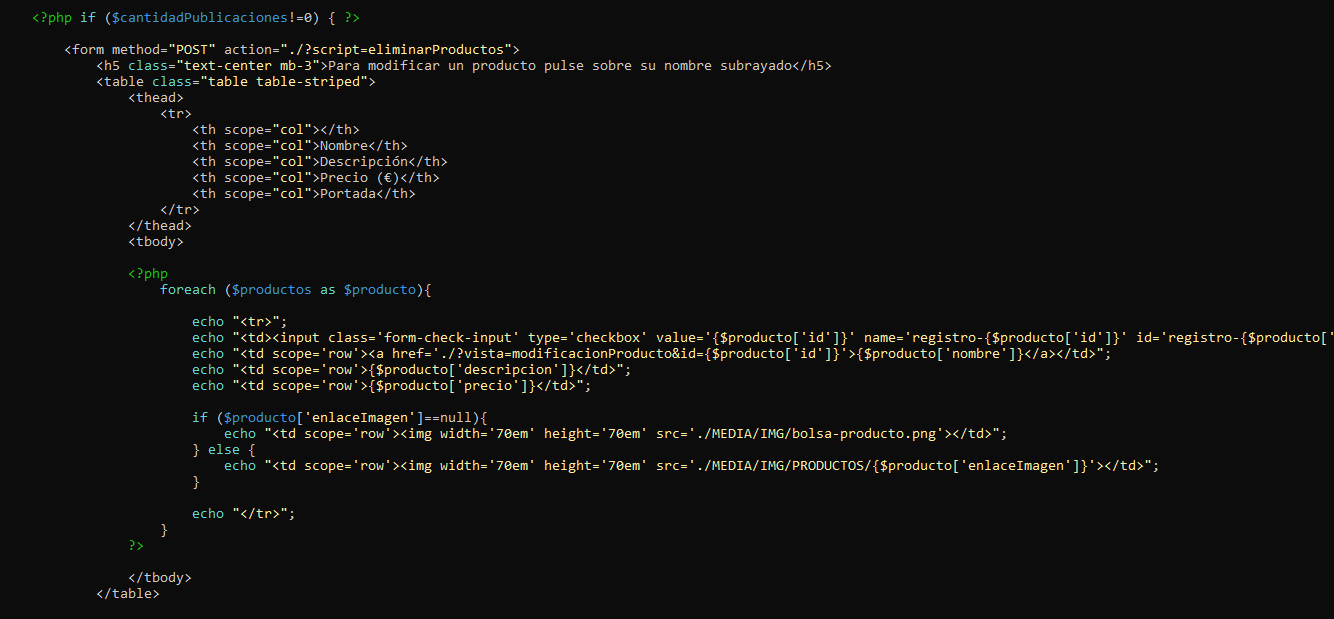 <?php if ($cantidadPublicaciones!=0) { ?>
<form method="POST" action="./?script=eliminarProductos">
<h5 class="text-center mb-3">Para modificar un producto pulse sobre su nombre subrayado</h5>
<table class="table table-striped">
<thead>
<tr>
<th scope="col"></th>
<th scope="col">Nombre</th>
<th scope="col">Descripción</th>
<th scope="col">Precio (€)</th>
<th scope="col">Portada</th>
</tr>
</thead>
<tbody>
<?php
foreach ($productos as $producto){
echo "<tr>";
echo "<td><input class='form-check-input' type='checkbox' value='{$producto['id']}' name='registro-{$producto['id']}' id='registro-{$producto['
echo "<td scope='row'><a href='./?vista=modificacionProducto&id={$producto['id']}'>{$producto['nombre']}</a></td>";
echo "<td scope='row'>{$producto['descripcion']}</td>";
echo "<td scope='row'>{$producto['precio']}</td>";
if ($producto['enlaceImagen']==null){
echo "<td scope='row'><img width='70em' height='70em' src='./MEDIA/IMG/bolsa-producto.png'></td>";
} else {
echo "<td scope='row'><img width='70em' height='70em' src='./MEDIA/IMG/PRODUCTOS/{$producto['enlaceImagen']}'></td>";
}
echo "</tr>";
}
?>
</tbody>
</table>